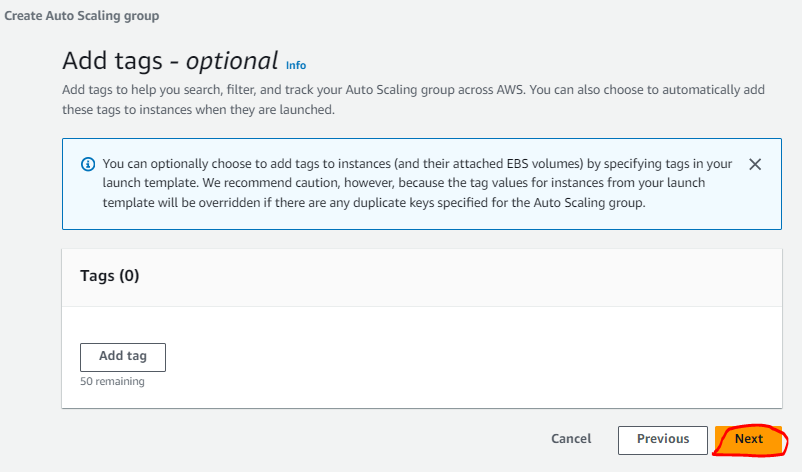 Create Auto Scaling group
Add tags - optional Info
Add tags to help you search, filter, and track your Auto Scaling group across AWS. You can also choose to automatically add
these tags to instances when they are launched.
You can optionally choose to add tags to instances (and their attached EBS volumes) by specifying tags in your
launch template. We recommend caution, however, because the tag values for instances from your launch
template will be overridden if there are any duplicate keys specified for the Auto Scaling group.
Tags (0)
Add tag
50 remaining
Cancel Previous Next